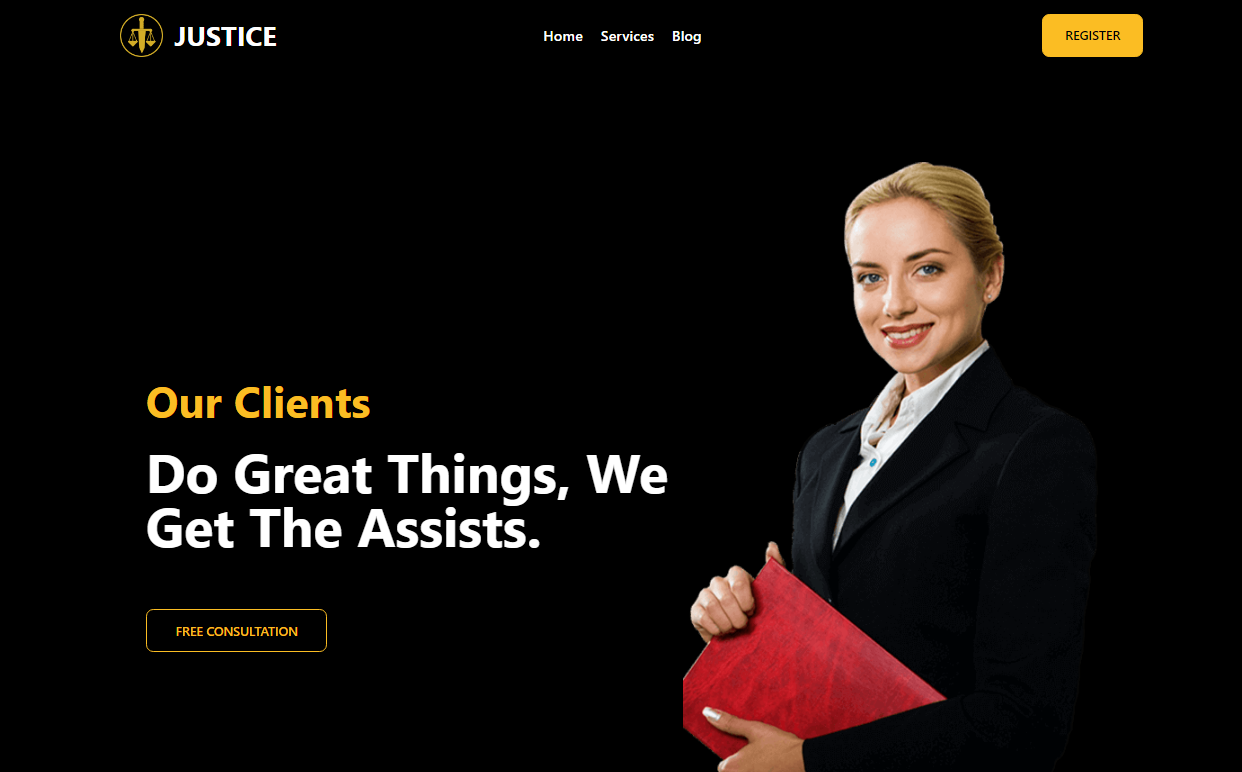 JUSTICE
Home Services Blog
REGISTER
Our Clients
Do Great Things, We
Get The Assists.
FREE CONSULTATION